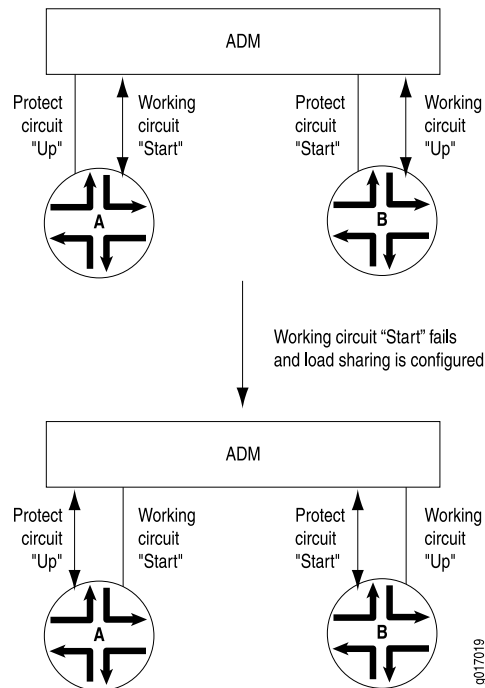 ADM
Protect
circuit
"Up"
Working
circuit
"Start"
Protect
circuit
"Start"
Working
circuit
"Up"
A
B
Working circuit “Start” fails
and load sharing is configured
ADM
Protect
circuit
"Up"
Working
circuit
"Start"
Protect
circuit
"Start"
Working
circuit
"Up"
A
B
g017019